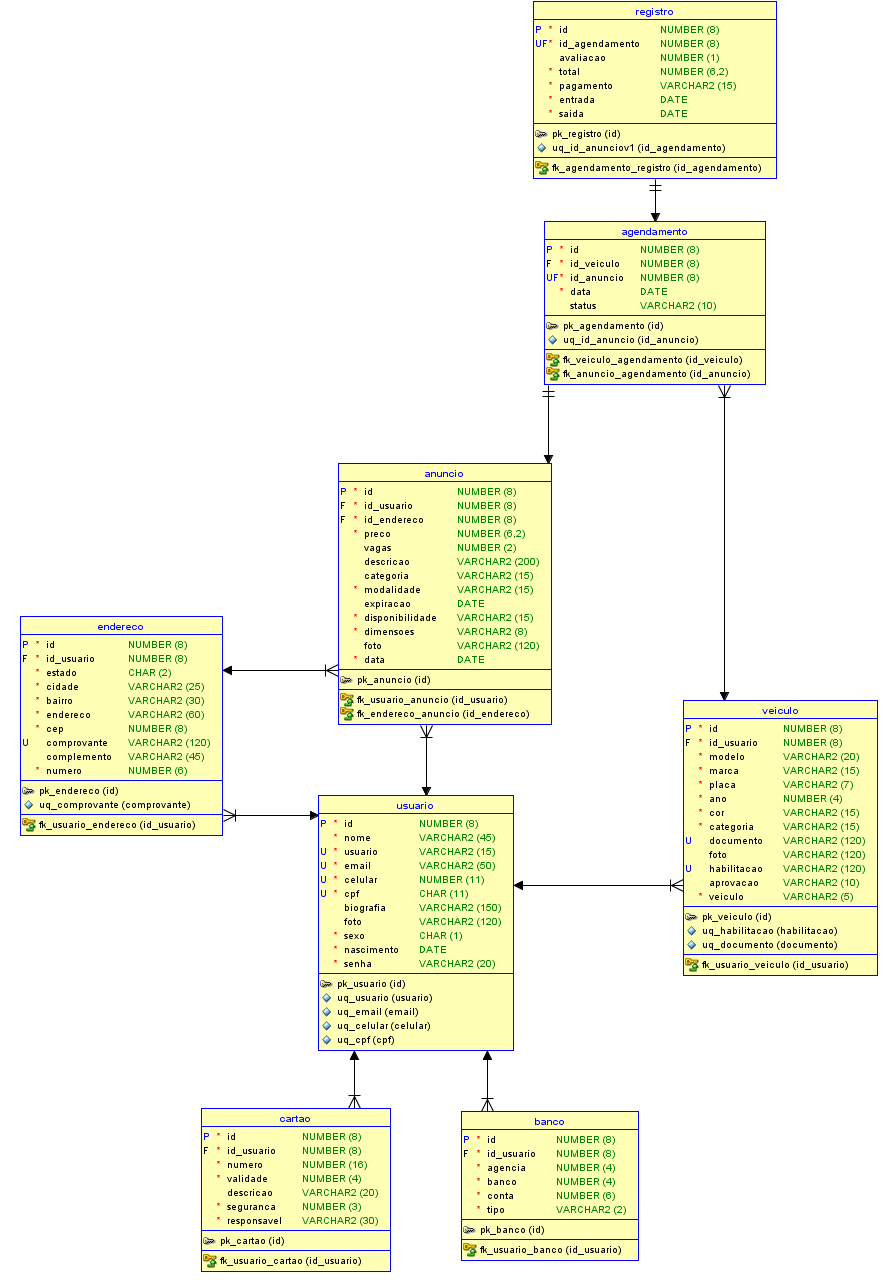 registro
P * id NUMBER (8)
UF* id_agendamento NUMBER (8)
avaliacao NUMBER (1)
* total NUMBER (6,2)
* pagamento VARCHAR2 (15)
* entrada DATE
* saida DATE
pk_registro (id)
uq_id_anunciov1 (id_agendamento)
fk_agendamento_registro (id_agendamento)
agendamento
P * id NUMBER (8)
F * id_veiculo NUMBER (8)
UF* id_anuncio NUMBER (8)
* data DATE
status VARCHAR2 (10)
pk_agendamento (id)
uq_id_anuncio (id_anuncio)
fk_veiculo_agendamento (id_veiculo)
fk_anuncio_agendamento (id_anuncio)
anuncio
P * id NUMBER (8)
F * id_usuario NUMBER (8)
F * id_endereco NUMBER (8)
* preco NUMBER (6,2)
vagas NUMBER (2)
descricao VARCHAR2 (200)
categoria VARCHAR2 (15)
* modalidade VARCHAR2 (15)
expiracao DATE
* disponibilidade VARCHAR2 (15)
* dimensoes VARCHAR2 (8)
foto VARCHAR2 (120)
* data DATE
pk_anuncio (id)
fk_usuario_anuncio (id_usuario)
fk_endereco_anuncio (id_endereco)
endereco
P * id NUMBER (8)
F * id_usuario NUMBER (8)
* estado CHAR (2)
* cidade VARCHAR2 (25)
* bairro VARCHAR2 (30)
* endereco VARCHAR2 (60)
* cep NUMBER (8)
U comprovante VARCHAR2 (120)
complemento VARCHAR2 (45)
* numero NUMBER (6)
pk_endereco (id)
uq_comprovante (comprovante)
fk_usuario_endereco (id_usuario)
veiculo
P * id NUMBER (8)
F * id_usuario NUMBER (8)
* modelo VARCHAR2 (20)
* marca VARCHAR2 (15)
* placa VARCHAR2 (7)
* ano NUMBER (4)
* cor VARCHAR2 (15)
* categoria VARCHAR2 (15)
U documento VARCHAR2 (120)
foto VARCHAR2 (120)
U habilitacao VARCHAR2 (120)
aprovacao VARCHAR2 (10)
* veiculo VARCHAR2 (5)
pk_veiculo (id)
uq_habilitacao (habilitacao)
uq_documento (documento)
fk_usuario_veiculo (id_usuario)
usuario
P * id NUMBER (8)
* nome VARCHAR2 (45)
U * usuario VARCHAR2 (15)
U * email VARCHAR2 (50)
U * celular NUMBER (11)
U * cpf CHAR (11)
biografia VARCHAR2 (150)
foto VARCHAR2 (120)
* sexo CHAR (1)
* nascimento DATE
* senha VARCHAR2 (20)
pk_usuario (id)
uq_usuario (usuario)
uq_email (email)
uq_celular (celular)
uq_cpf (cpf)
cartao
P * id NUMBER (8)
F * id_usuario NUMBER (8)
* numero NUMBER (16)
* validade NUMBER (4)
descricao VARCHAR2 (20)
* seguranca NUMBER (3)
* responsavel VARCHAR2 (30)
pk_cartao (id)
fk_usuario_cartao (id_usuario)
banco
P * id NUMBER (8)
F * id_usuario NUMBER (8)
* agencia NUMBER (4)
* banco NUMBER (4)
* conta NUMBER (6)
* tipo VARCHAR2 (2)
pk_banco (id)
fk_usuario_banco (id_usuario)